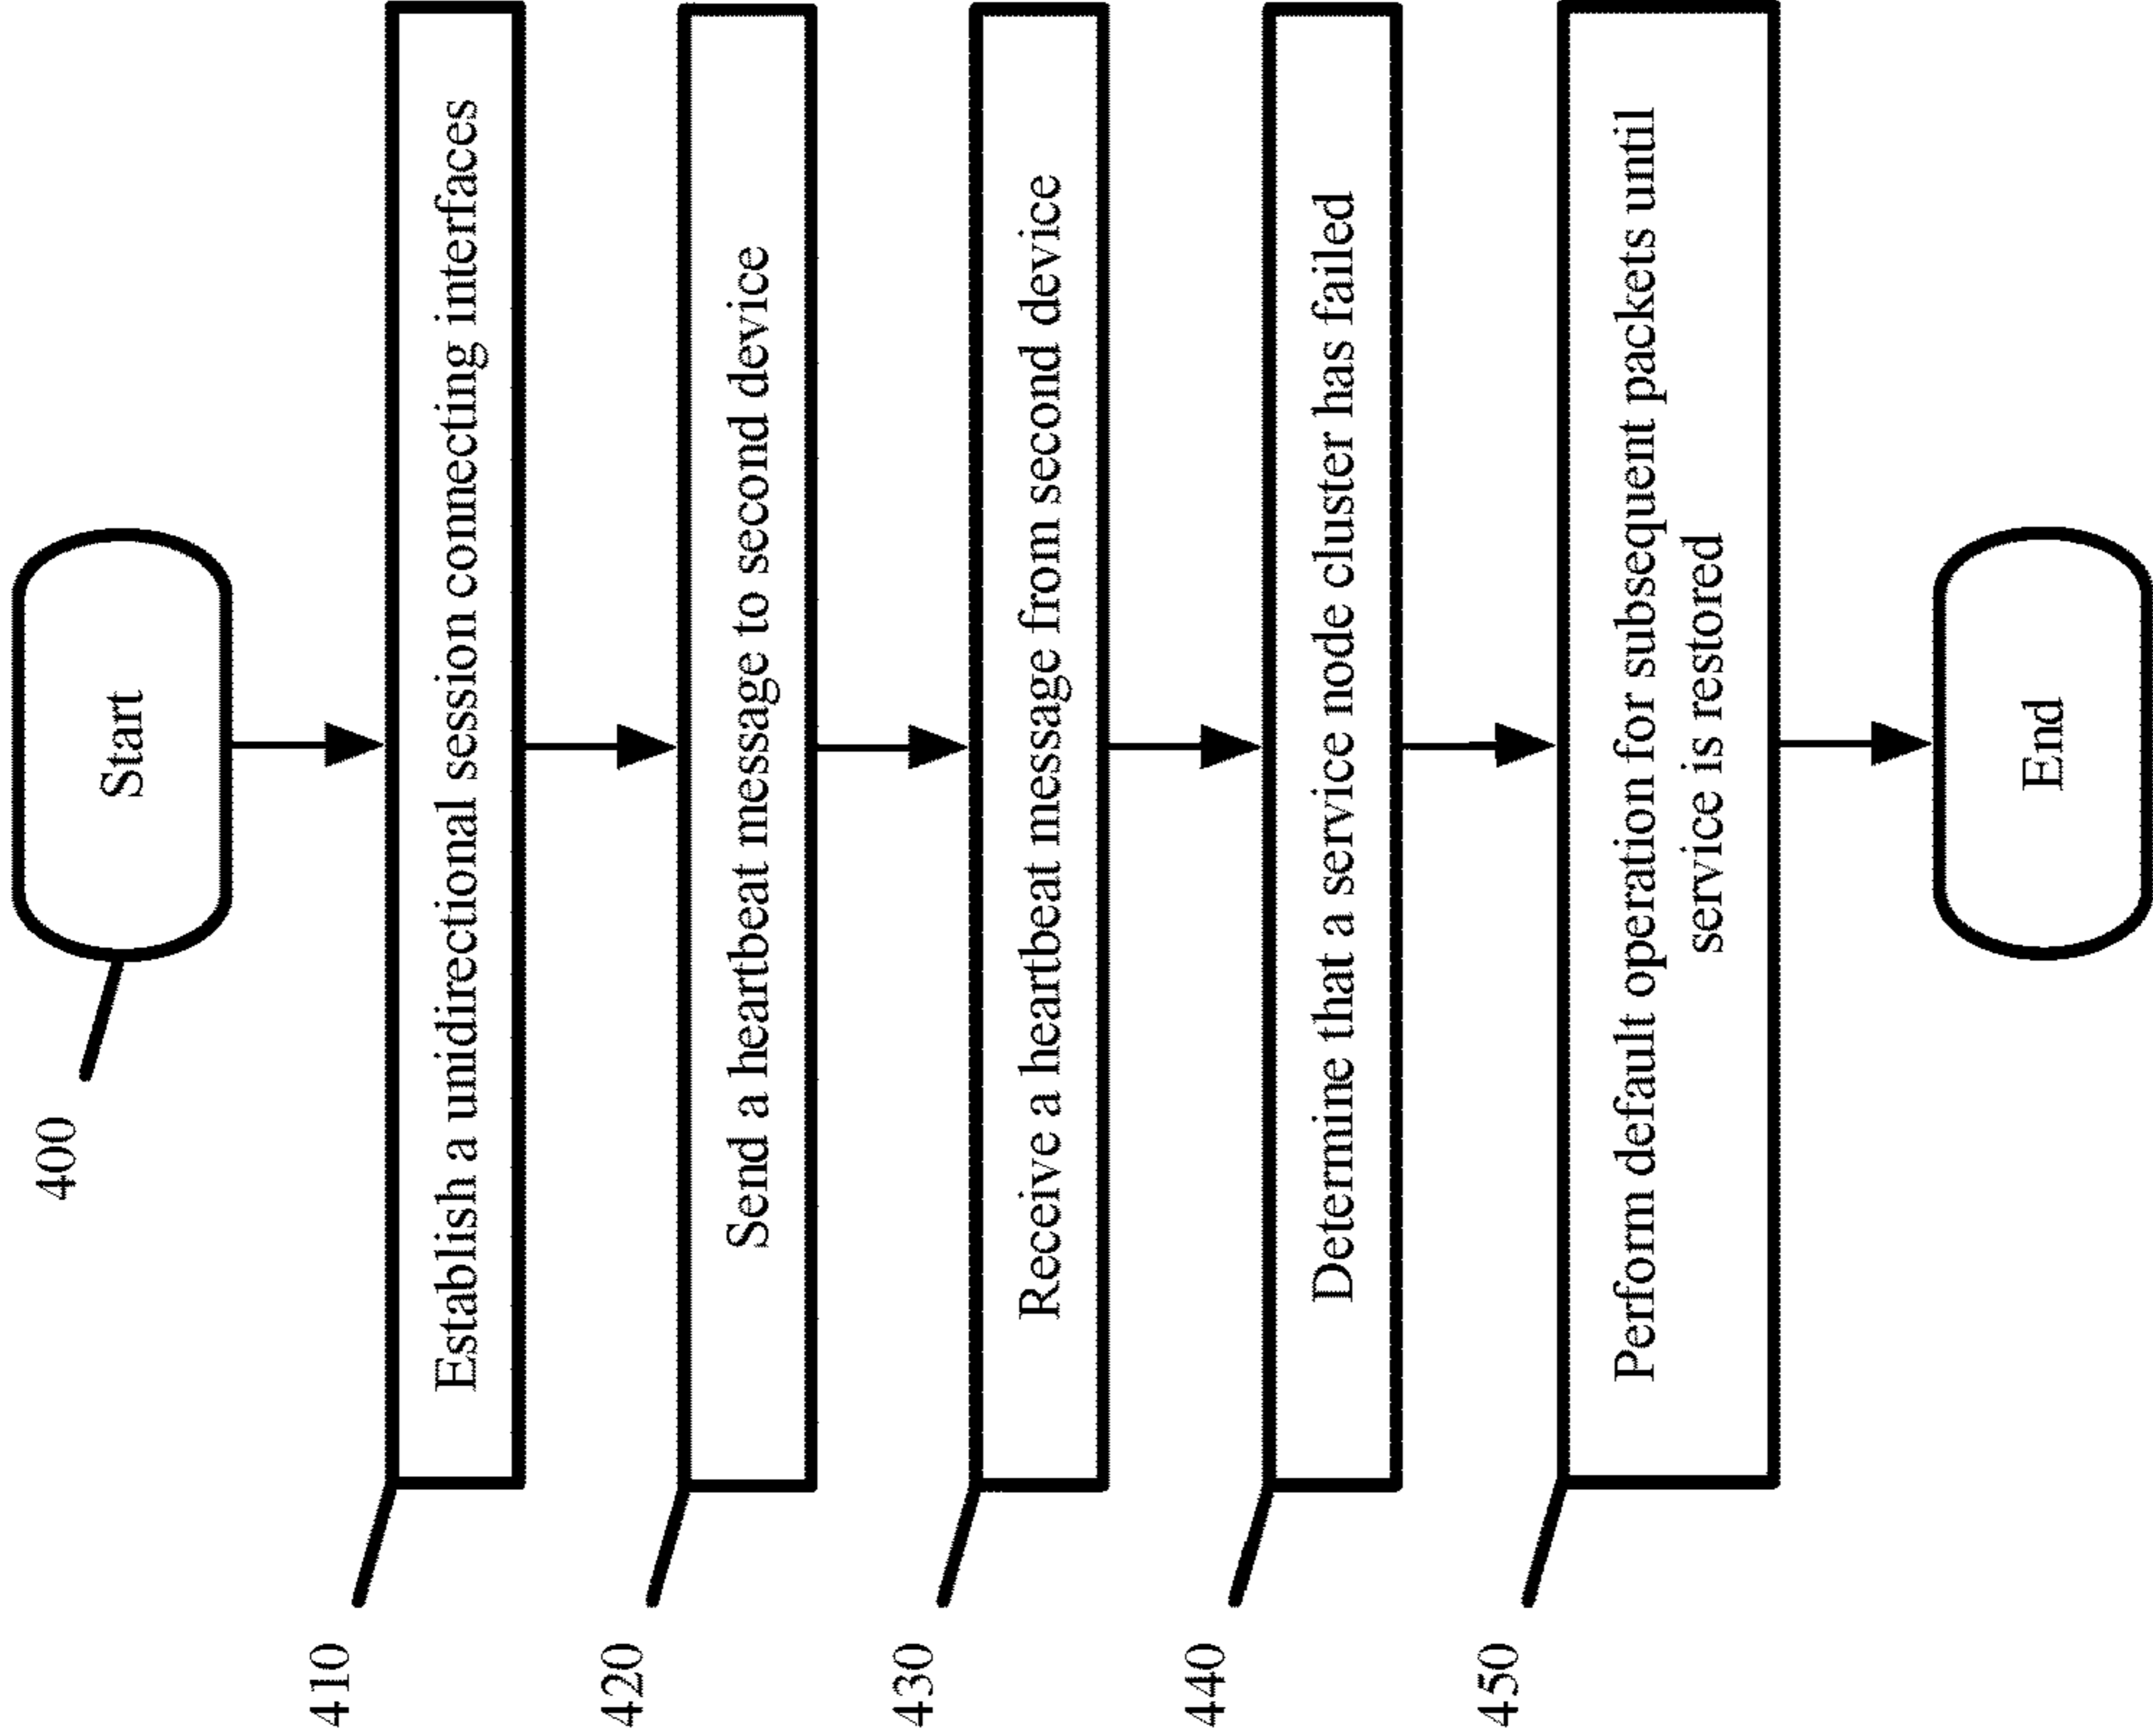 400
Start
410
Establish a unidirectional session connecting interfaces
420
Send a heartbeat message to second device
430
Receive a heartbeat message from second device
440
Determine that a service node cluster has failed
450
Perform default operation for subsequent packets until
service is restored
End